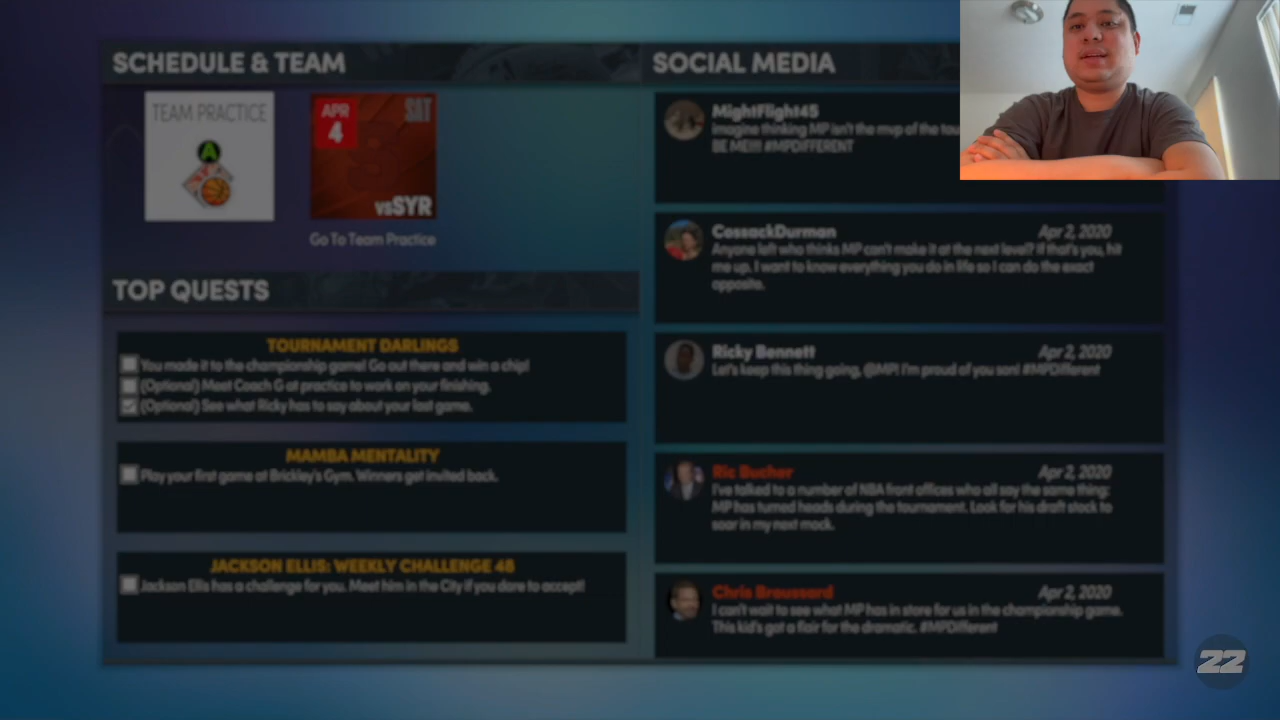 SCHEDULE & TEAM
TEAM PRACTICE
A
APR
4
SAT
vsSYR
Go To Team Practice
TOP QUESTS
TOURNAMENT DARLINGS
You made it to the championship game! Go out there and win a chip!
(Optional) Meet Coach G at practice to work on your finishing.
(Optional) See what Ricky has to say about your last game.
MAMBA MENTALITY
Play your first game at Brickley's Gym. Winners get invited back.
JACKSON ELLIS: WEEKLY CHALLENGE 48
Jackson Ellis has a challenge for you. Meet him in the City if you dare to accept!
SOCIAL MEDIA
MightFlight45
imagine thinking MP isn't the mvp of the tou
BE ME!!!! #MPDIFFERENT
CossackDurman
Apr 2, 2020
Anyone left who thinks MP can't make it at the next level? If that's you, hit
me up. I want to know everything you do in life so I can do the exact
opposite.
Ricky Bennett
Apr 2, 2020
Let's keep this thing going, @MP! I'm proud of you son! #MPDifferent
Ric Bucher
Apr 2, 2020
I've talked to a number of NBA front offices who all say the same thing:
MP has turned heads during the tournament. Look for his draft stock to
soar in my next mock.
Chris Broussard
Apr 2, 2020
I can't wait to see what MP has in store for us in the championship game.
This kid's got a flair for the dramatic. #MPDifferent
22